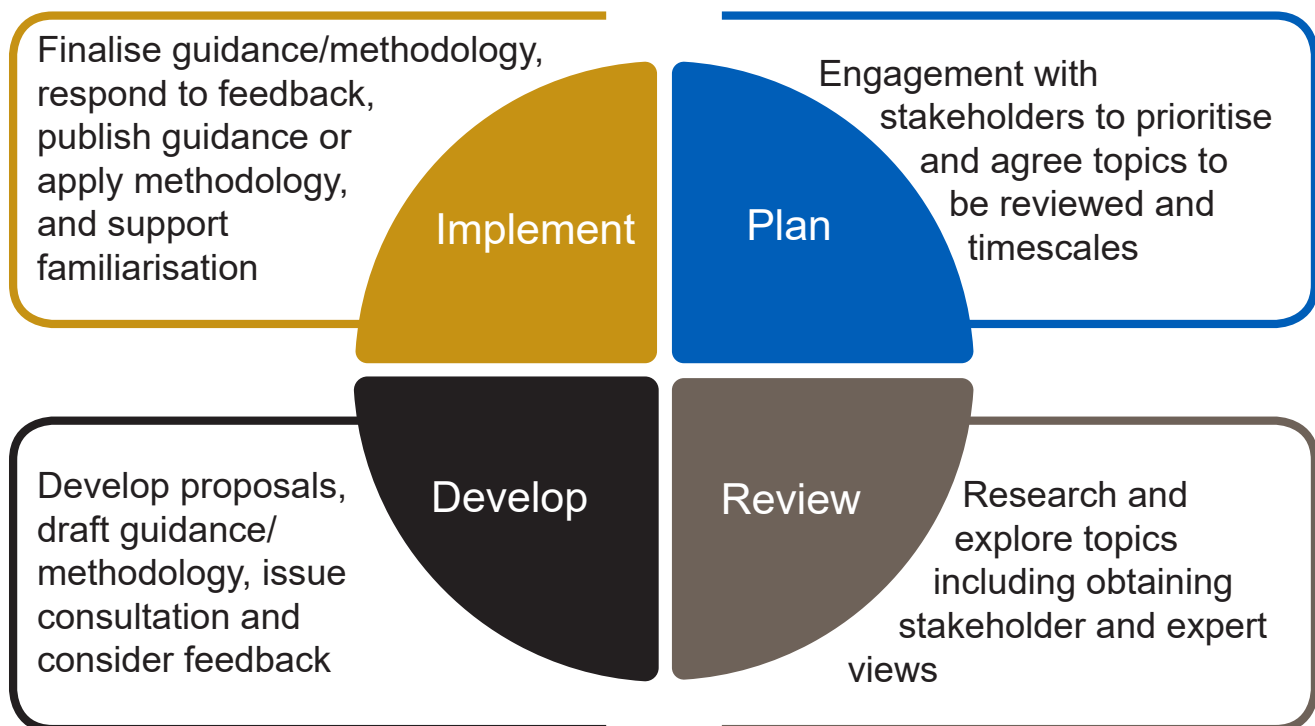 Finalise guidance/methodology,
respond to feedback,
publish guidance or
apply methodology,
and support
familiarisation
Implement
Plan
Engagement with
stakeholders to prioritise
and agree topics to
be reviewed and
timescales
Develop proposals,
draft guidance/
methodology, issue
consultation and
consider feedback
Develop
Review
Research and
explore topics
including obtaining
stakeholder and expert
views